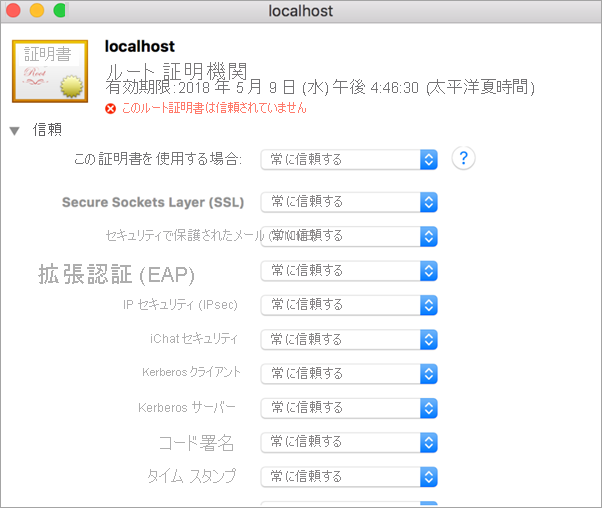 localhost
証明書
Root
localhost
ルート 証明機関
有効期限:2018 年 5 月 9 日 (水) 午後 4:46:30 (太平洋夏時間)
このルート証明書は信頼されていません
信頼
この証明書を使用する場合: 常に信頼する ?
Secure Sockets Layer (SSL) 常に信頼する
セキュリティで保護されたメール 常に信頼する
拡張認証 (EAP) 常に信頼する
IP セキュリティ (IPsec) 常に信頼する
iChat セキュリティ 常に信頼する
Kerberos クライアント 常に信頼する
Kerberos サーバー 常に信頼する
コード署名 常に信頼する
タイム スタンプ 常に信頼する